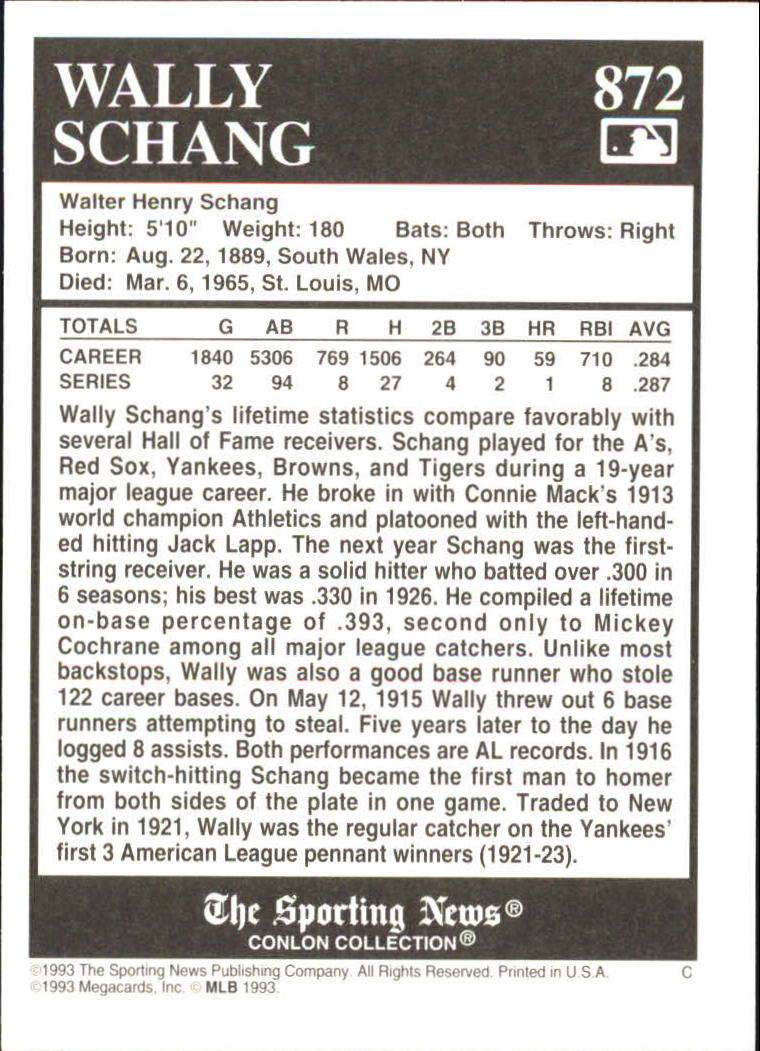 WALLY
SCHANG
872
Walter Henry Schang
Height: 5'10" Weight: 180 Bats: Both Throws: Right
Born: Aug. 22, 1889, South Wales, NY
Died: Mar. 6, 1965, St. Louis, MO
TOTALS G AB R H 2B 3B HR RBI AVG
CAREER 1840 5306 769 1506 264 90 59 710 .284
SERIES 32 94 8 27 4 2 1 8 .287
Wally Schang's lifetime statistics compare favorably with
several Hall of Fame receivers. Schang played for the A's,
Red Sox, Yankees, Browns, and Tigers during a 19-year
major league career. He broke in with Connie Mack's 1913
world champion Athletics and platooned with the left-hand-
ed hitting Jack Lapp. The next year Schang was the first-
string receiver. He was a solid hitter who batted over .300 in
6 seasons; his best was .330 in 1926. He compiled a lifetime
on-base percentage of .393, second only to Mickey
Cochrane among all major league catchers. Unlike most
backstops, Wally was also a good base runner who stole
122 career bases. On May 12, 1915 Wally threw out 6 base
runners attempting to steal. Five years later to the day he
logged 8 assists. Both performances are AL records. In 1916
the switch-hitting Schang became the first man to homer
from both sides of the plate in one game. Traded to New
York in 1921, Wally was the regular catcher on the Yankees'
first 3 American League pennant winners (1921-23).
The Sporting News®
CONLON COLLECTION®
©1993 The Sporting News Publishing Company. All Rights Reserved. Printed in U.S.A. C
©1993 Megacards, Inc. © MLB 1993.